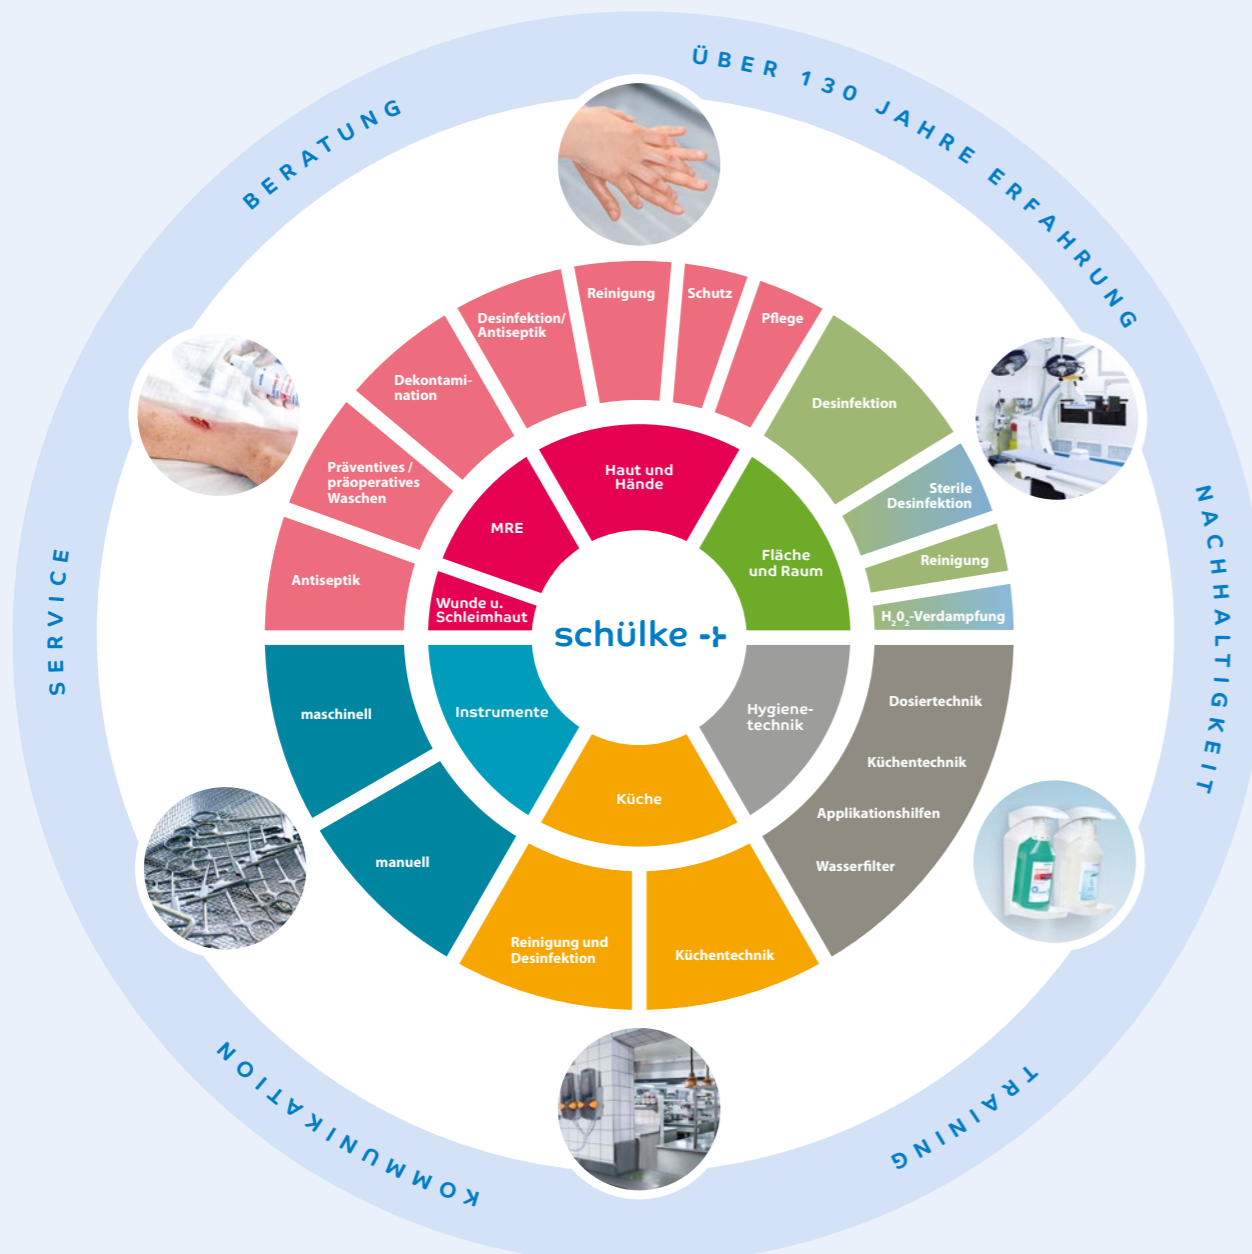 ÜBER 130 JAHRE ERFAHRUNG
BERATUNG
NACHHALTIGKEIT
SERVICE
TRAINING
KOMMUNIKATION
Reinigung
Schutz
Pflege
Desinfektion/
Antiseptik
Dekontami-
nation
Präventives /
präoperatives
Waschen
Antiseptik
Desinfektion
Sterile
Desinfektion
Reinigung
H₂0₂-Verdampfung
Haut und
Hände
MRE
Wunde u.
Schleimhaut
Fläche
und Raum
schülke -+
Instrumente
Hygiene-
technik
Küche
maschinell
manuell
Dosiertechnik
Küchentechnik
Applikationshilfen
Wasserfilter
Reinigung und
Desinfektion
Küchentechnik